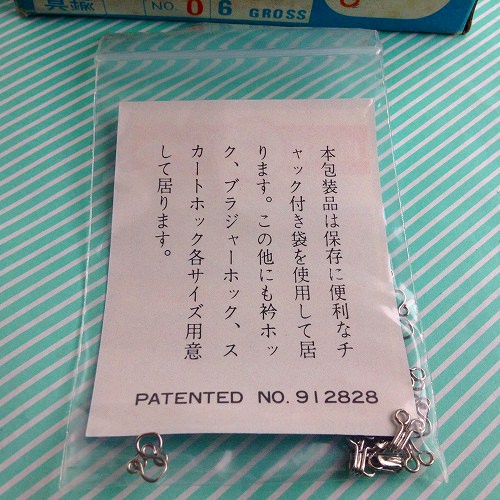 真鍮 NO. 0 6 GROSS
本包装品は保存に便利なチ
ャック付き袋を使用して居
ります。この他にも衿ホッ
ク、ブラジャーホック、ス
カートホック各サイズ用意
して居ります。
PATENTED NO. 912828